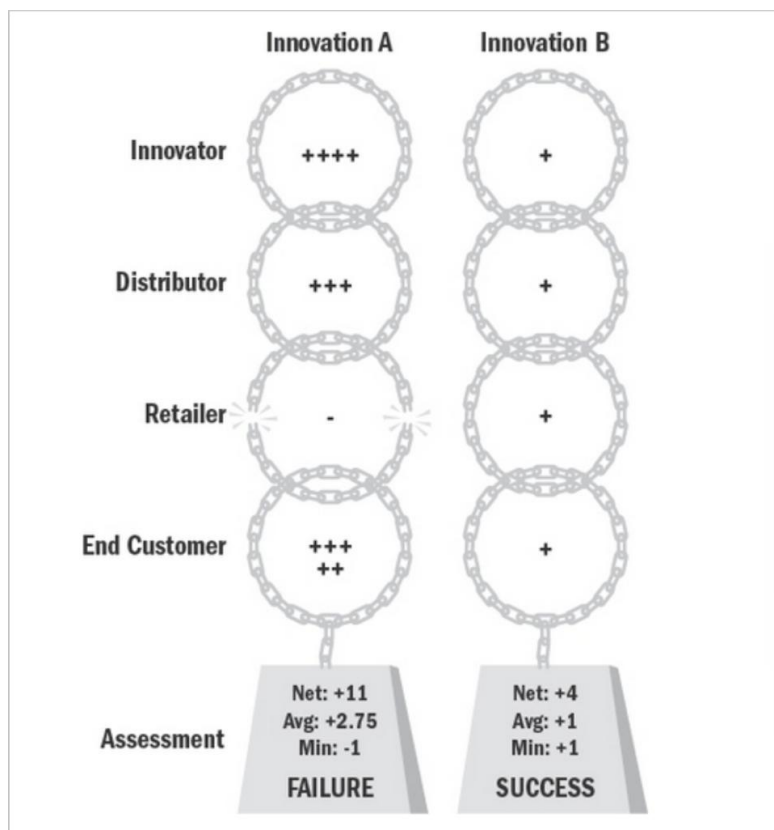 Innovation A
Innovation B
Innovator
++++
+
Distributor
+++
+
Retailer
-
+
End Customer
+++
++
+
Assessment
Net: +11
Avg: +2.75
Min: -1
FAILURE
Net: +4
Avg: +1
Min: +1
SUCCESS